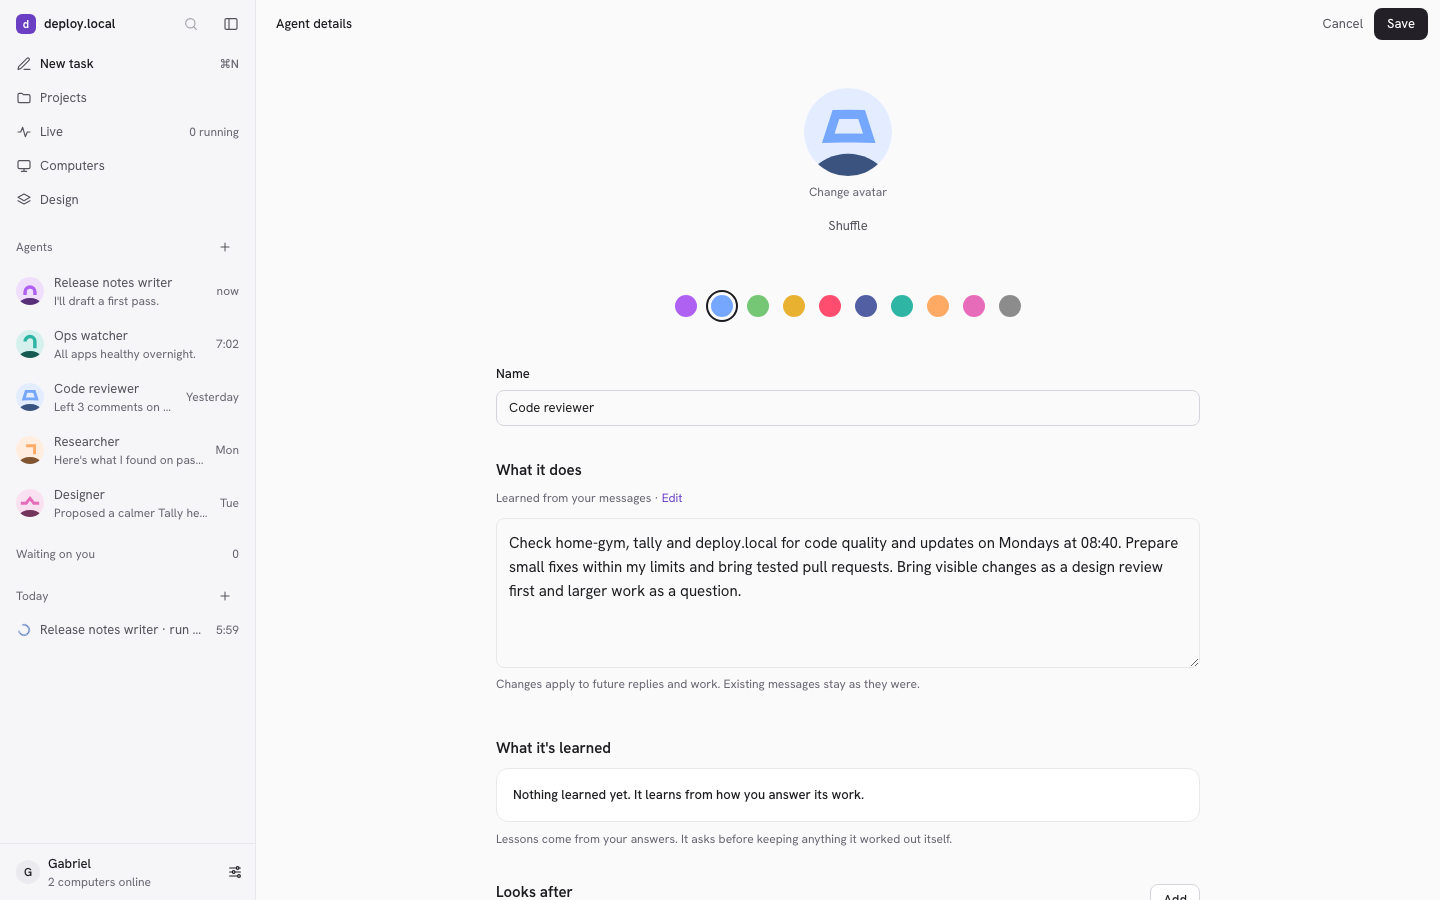 d deploy.local
New task ⌘N
Projects
Live 0 running
Computers
Design
Agents
Release notes writer now
I'll draft a first pass.
Ops watcher 7:02
All apps healthy overnight.
Code reviewer Yesterday
Left 3 comments on ...
Researcher Mon
Here's what I found on pas...
Designer Tue
Proposed a calmer Tally he...
Waiting on you 0
Today
Release notes writer · run ... 5:59
G Gabriel
2 computers online
Agent details
Cancel Save
Change avatar
Shuffle
Name
Code reviewer
What it does
Learned from your messages · Edit
Check home-gym, tally and deploy.local for code quality and updates on Mondays at 08:40. Prepare
small fixes within my limits and bring tested pull requests. Bring visible changes as a design review
first and larger work as a question.
Changes apply to future replies and work. Existing messages stay as they were.
What it's learned
Nothing learned yet. It learns from how you answer its work.
Lessons come from your answers. It asks before keeping anything it worked out itself.
Looks after Add